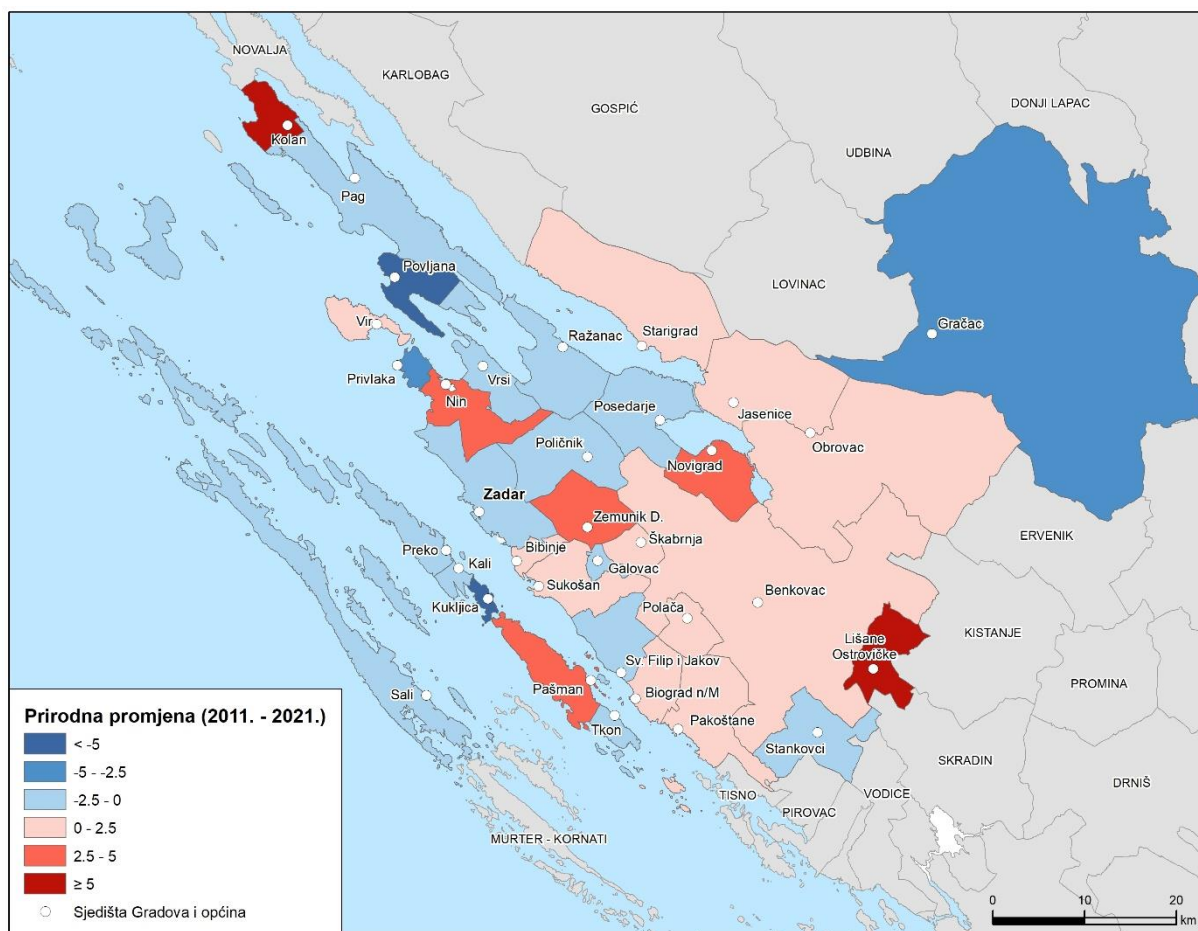 NOVALJA
KARLOBAG
GOSPIĆ
DONJI LAPAC
UDBINA
Kolan
Pag
Povljana
LOVINAC
Vir
Ražanac
Starigrad
Gračac
Privlaka
Vrsi
Nin
Posedarje
Jasenice
Obrovac
Poličnik
Novigrad
Zadar
Zemunik D.
Škabrnja
ERVENIK
Preko
Bibinje
Kali
Galovac
Sukošan
Benkovac
Kukljica
Polača
KISTANJE
Lišane
Ostrovičke
Sv. Filip i Jakov
PROMINA
Sali
Pašman
Biograd n/M
Tkon
Pakoštane
Stankovci
SKRADIN
DRNIŠ
TISNO
VODICE
PIROVAC
MURTER - KORNATI
Prirodna promjena (2011. - 2021.)
< -5
-5 - -2.5
-2.5 - 0
0 - 2.5
2.5 - 5
≥ 5
Sjedišta Gradova i općina
0 10 20
km